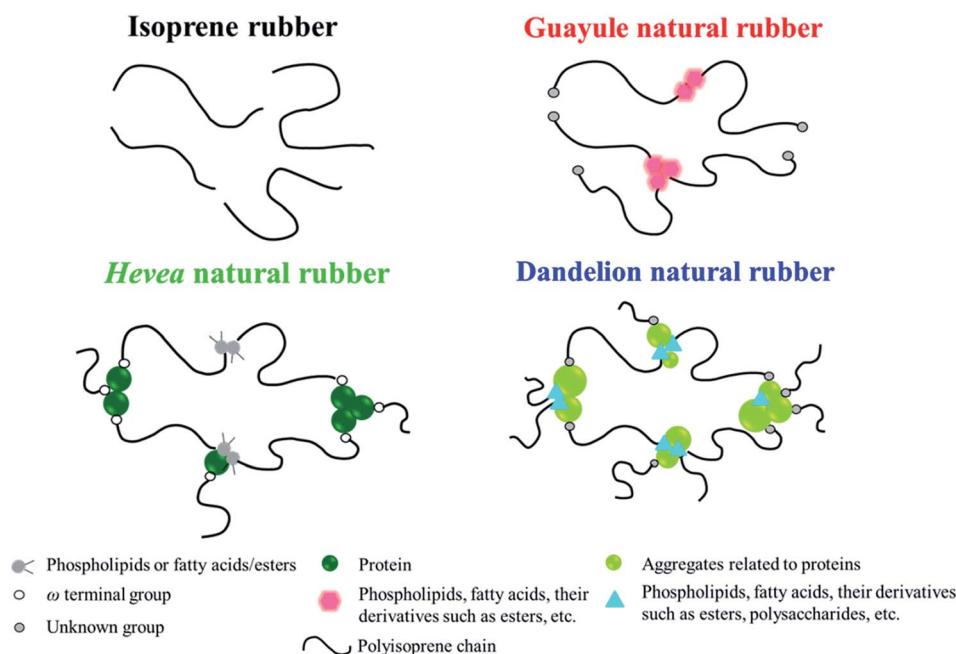 Isoprene rubber
Guayule natural rubber
Hevea natural rubber
Dandelion natural rubber
Phospholipids or fatty acids/esters
ω terminal group
Unknown group
Protein
Phospholipids, fatty acids, their
derivatives such as esters, etc.
Polyisoprene chain
Aggregates related to proteins
Phospholipids, fatty acids, their derivatives
such as esters, polysaccharides, etc.